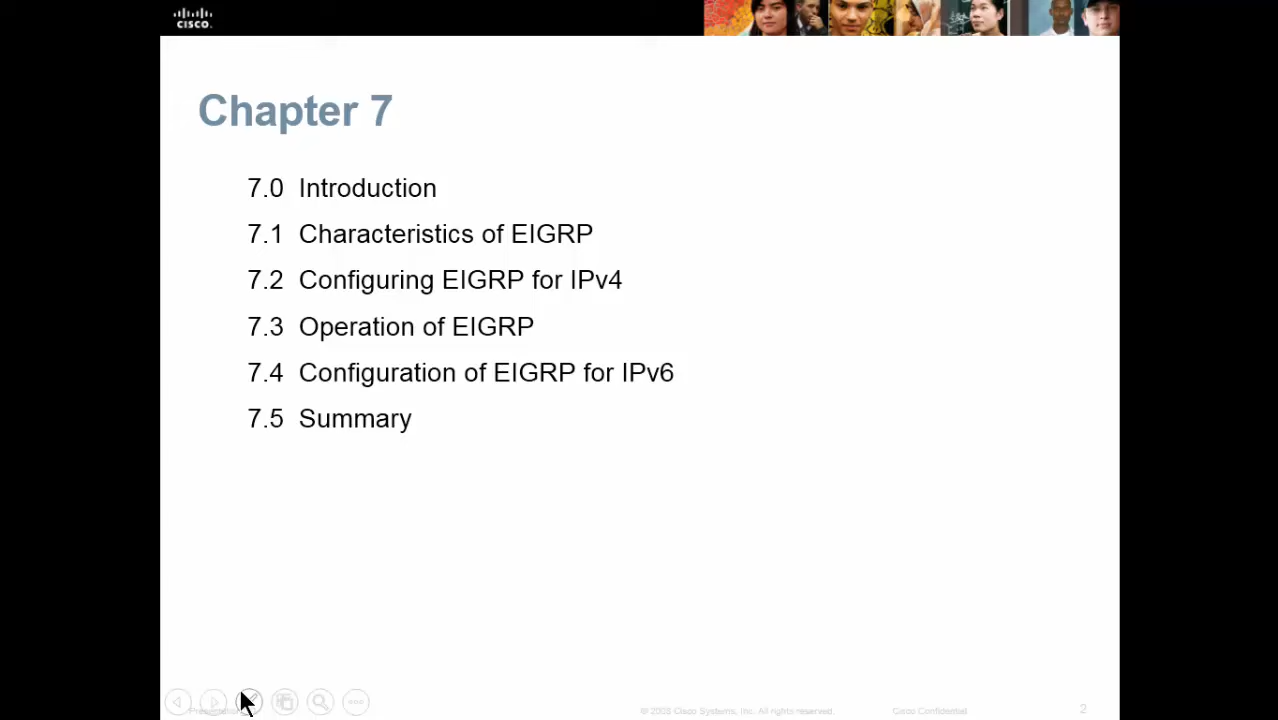 CISCO.
Chapter 7
7.0 Introduction
7.1 Characteristics of EIGRP
7.2 Configuring EIGRP for IPv4
7.3 Operation of EIGRP
7.4 Configuration of EIGRP for IPv6
7.5 Summary
© 2008 Cisco Systems, Inc. All rights reserved.
Cisco Confidential
2